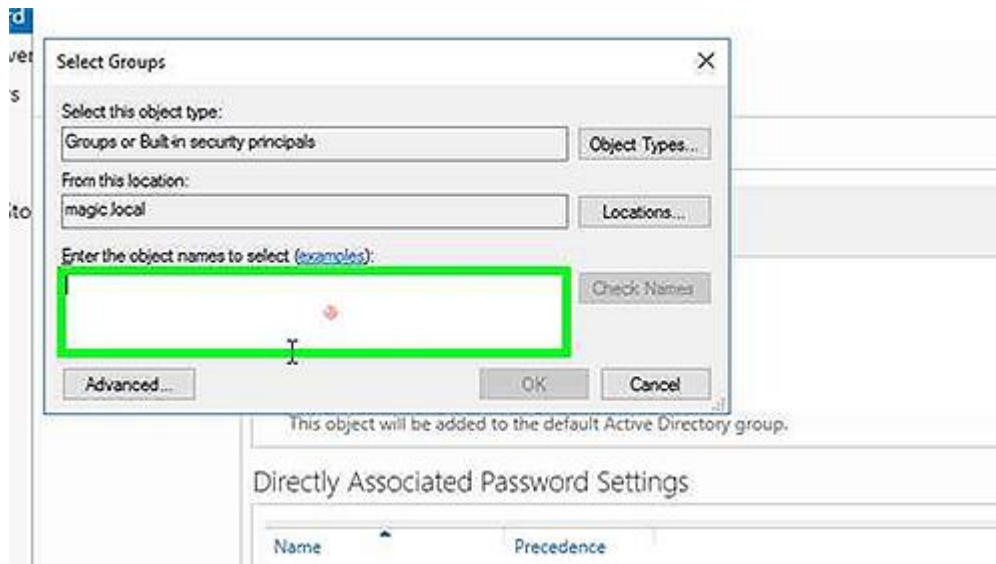 rd
ver
Select Groups
s
Select this object type:
Groups or Built-in security principals
Object Types...
From this location:
magic.local
Locations...
Enter the object names to select (examples):
Check Names
Advanced...
OK
Cancel
This object will be added to the default Active Directory group.
Directly Associated Password Settings
Name
Precedence